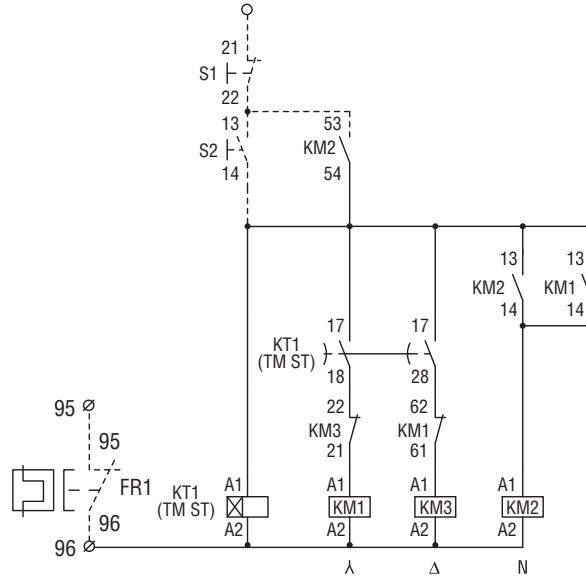 21
S1
22
13
S2
14
53
KM2
54
13
KM2
14
13
KM1
14
17
KT1
(TM ST)
18
17
28
22
KM3
21
62
KM1
61
95
95
FR1
96
96
KT1
(TM ST)
A1
A2
A1
KM1
A2
A1
KM3
A2
A1
KM2
A2
⅄
Δ
N